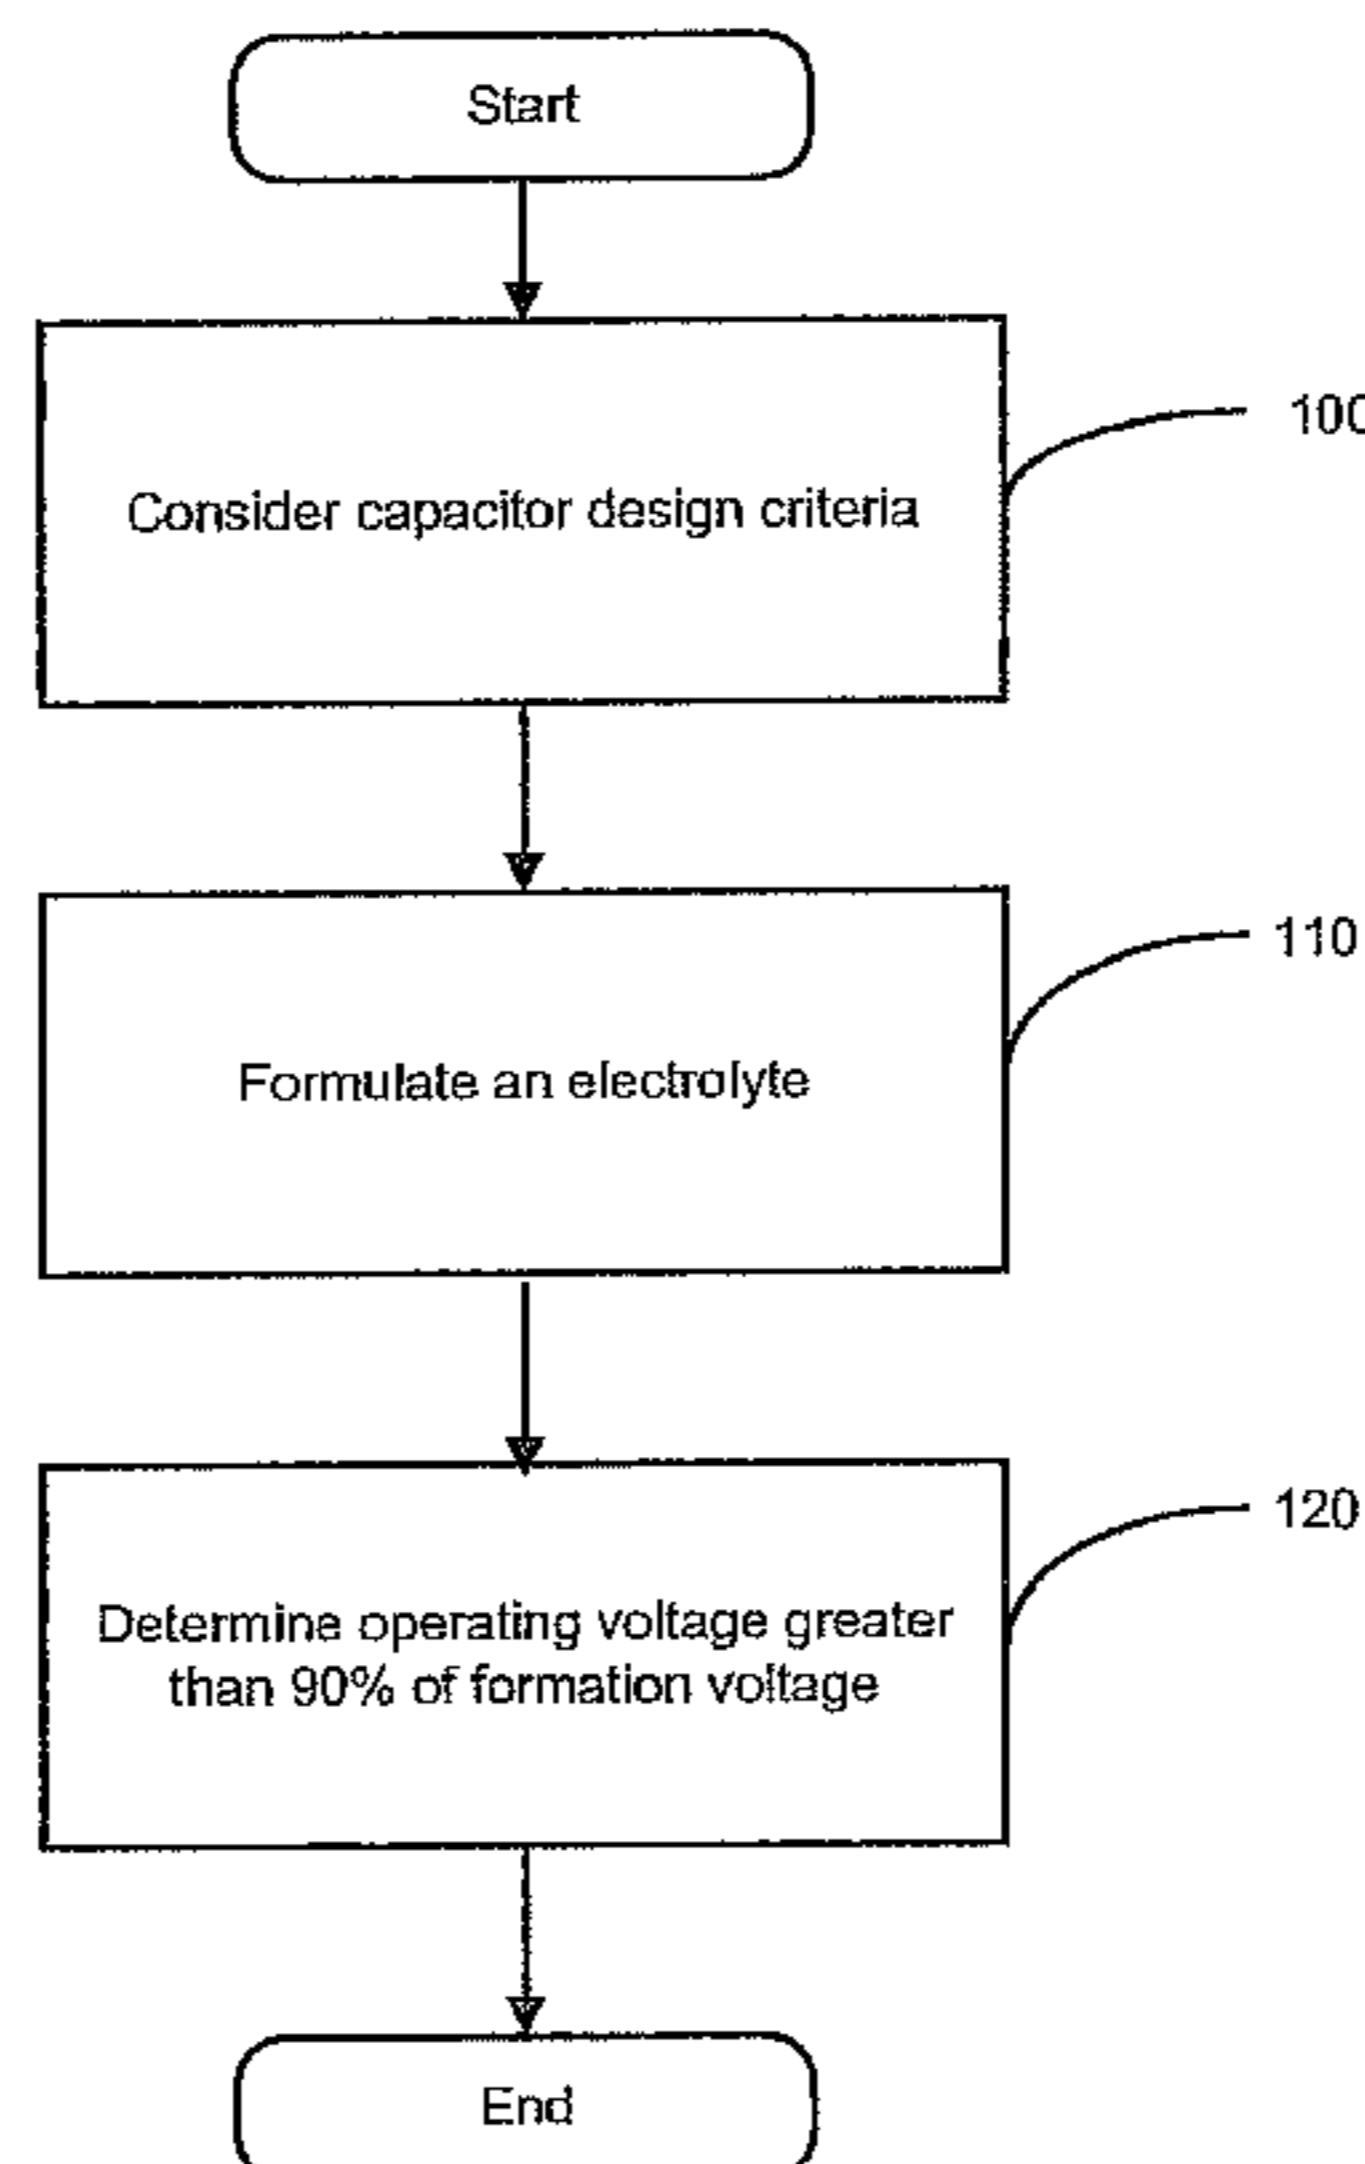 Start
Consider capacitor design criteria
100
Formulate an electrolyte
110
Determine operating voltage greater
than 90% of formation voltage
120
End